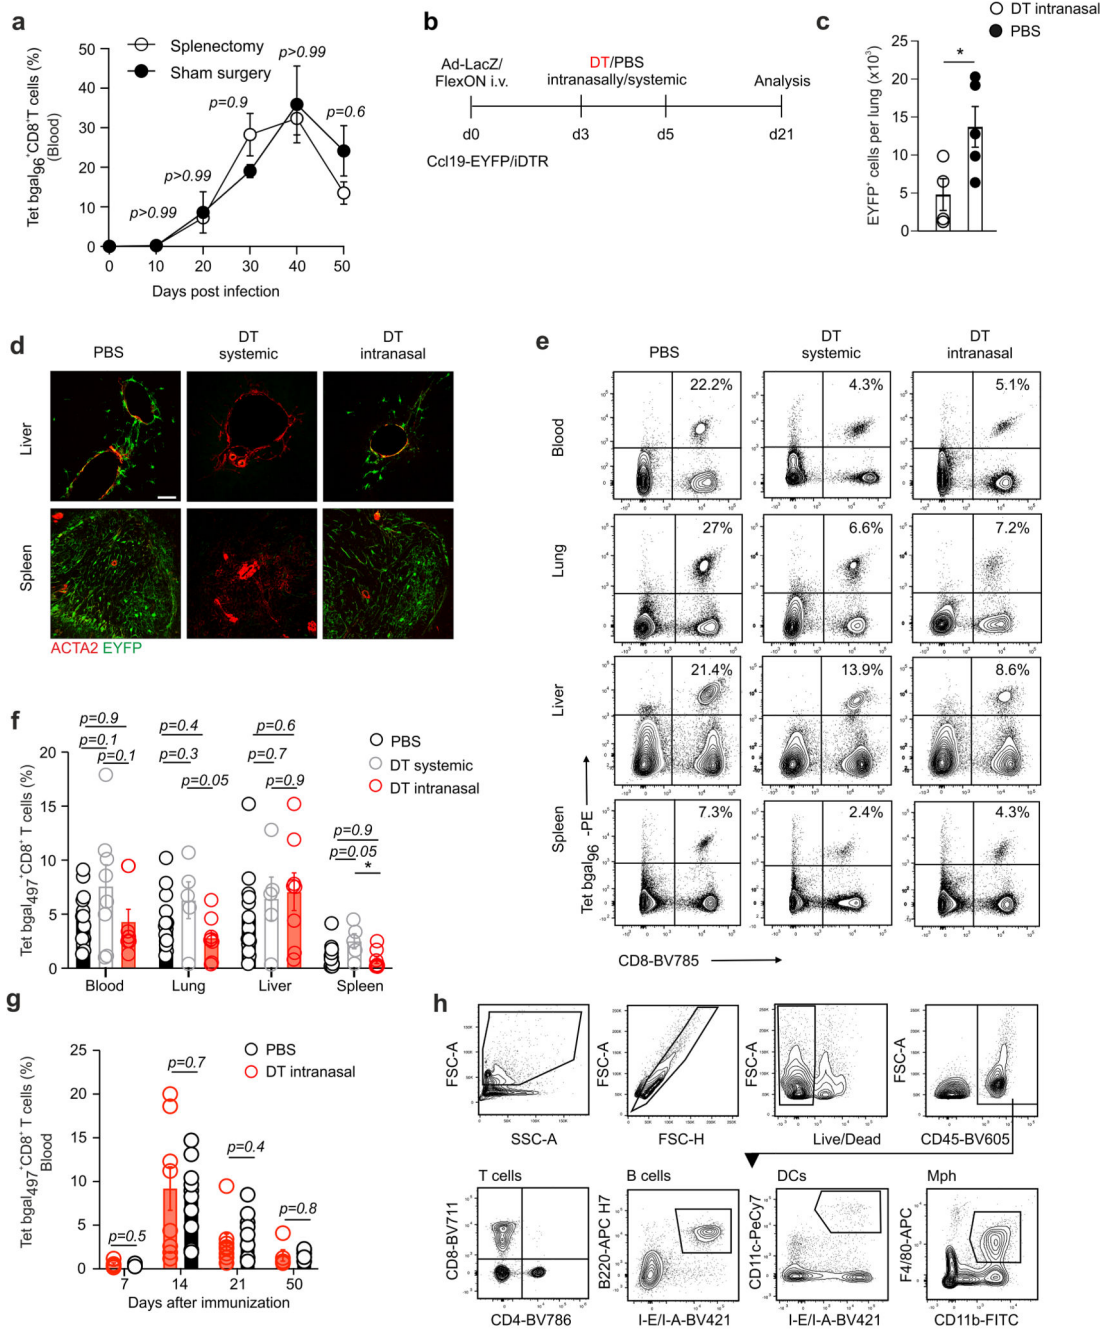 a
Splenectomy
Sham surgery
Tet bgal96+CD8+T cells (%)
(Blood)
50
40
30
20
10
0
p>0.99
p>0.99
p=0.9
p>0.99
p=0.6
0 10 20 30 40 50
Days post infection
b
Ad-LacZ/
FlexON i.v.
DT/PBS
intranasally/systemic
Analysis
d0 d3 d5 d21
Ccl19-EYFP/iDTR
c
DT intranasal
PBS
EYFP+ cells per lung (x10³)
25
20
15
10
5
0
*
d
PBS
DT
systemic
DT
intranasal
Liver
Spleen
ACTA2 EYFP
e
PBS
DT
systemic
DT
intranasal
Blood
22.2% 4.3% 5.1%
Lung
27% 6.6% 7.2%
Liver
21.4% 13.9% 8.6%
Spleen
7.3% 2.4% 4.3%
Tet bgal96-PE
CD8-BV785
f
PBS
DT systemic
DT intranasal
Tet bgal497+CD8+ T cells (%)
20
15
10
5
0
p=0.9
p=0.1
p=0.1
p=0.4
p=0.3
p=0.05
p=0.6
p=0.7
p=0.9
p=0.9
p=0.05
*
Blood Lung Liver Spleen
g
PBS
DT intranasal
Tet bgal497+CD8+ T cells (%)
Blood
25
20
15
10
5
0
p=0.5
p=0.7
p=0.4
p=0.8
7 14 21 50
Days after immunization
h
FSC-A
SSC-A
FSC-A
FSC-H
SSC-A
Live/Dead
FSC-A
CD45-BV605
T cells
CD8-BV711
CD4-BV786
B cells
B220-APC H7
I-E/I-A-BV421
DCs
CD11c-PeCy7
I-E/I-A-BV421
Mph
F4/80-APC
CD11b-FITC